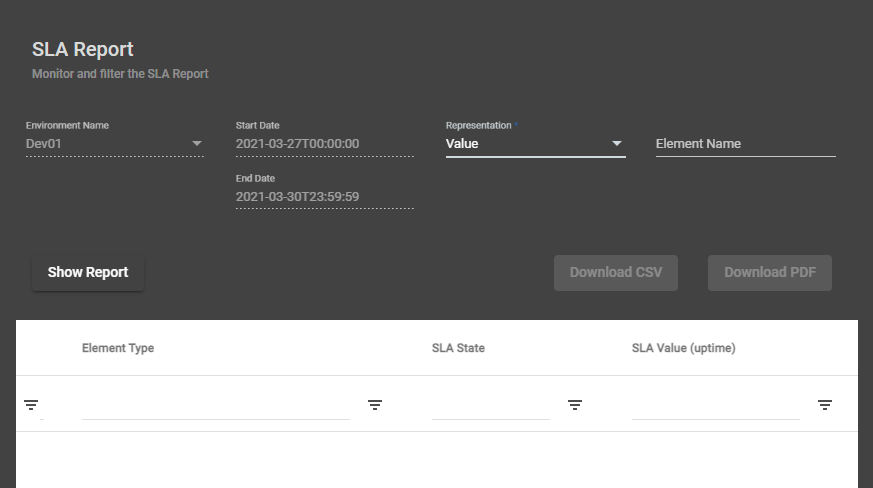 SLA Report
Monitor and filter the SLA Report
Environment Name
Dev01
Start Date
2021-03-27T00:00:00
End Date
2021-03-30T23:59:59
Representation *
Value
Element Name
Show Report
Download CSV
Download PDF
Element Type
SLA State
SLA Value (uptime)